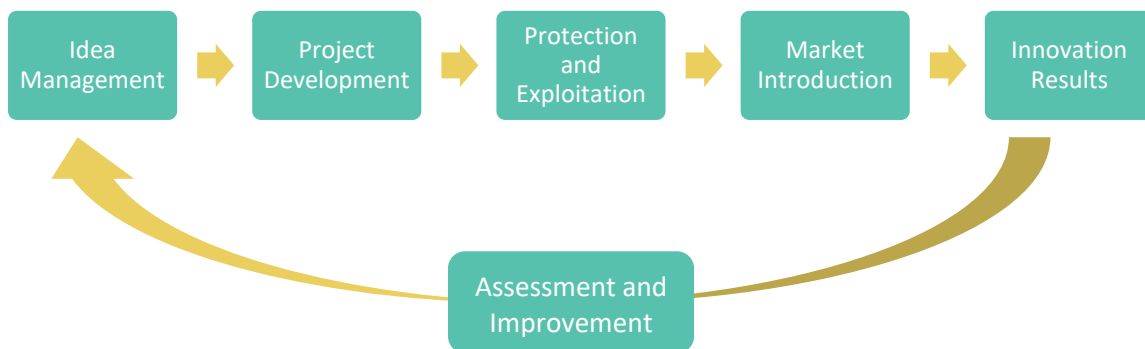 Idea
Management
Project
Development
Protection
and
Exploitation
Market
Introduction
Innovation
Results
Assessment and
Improvement